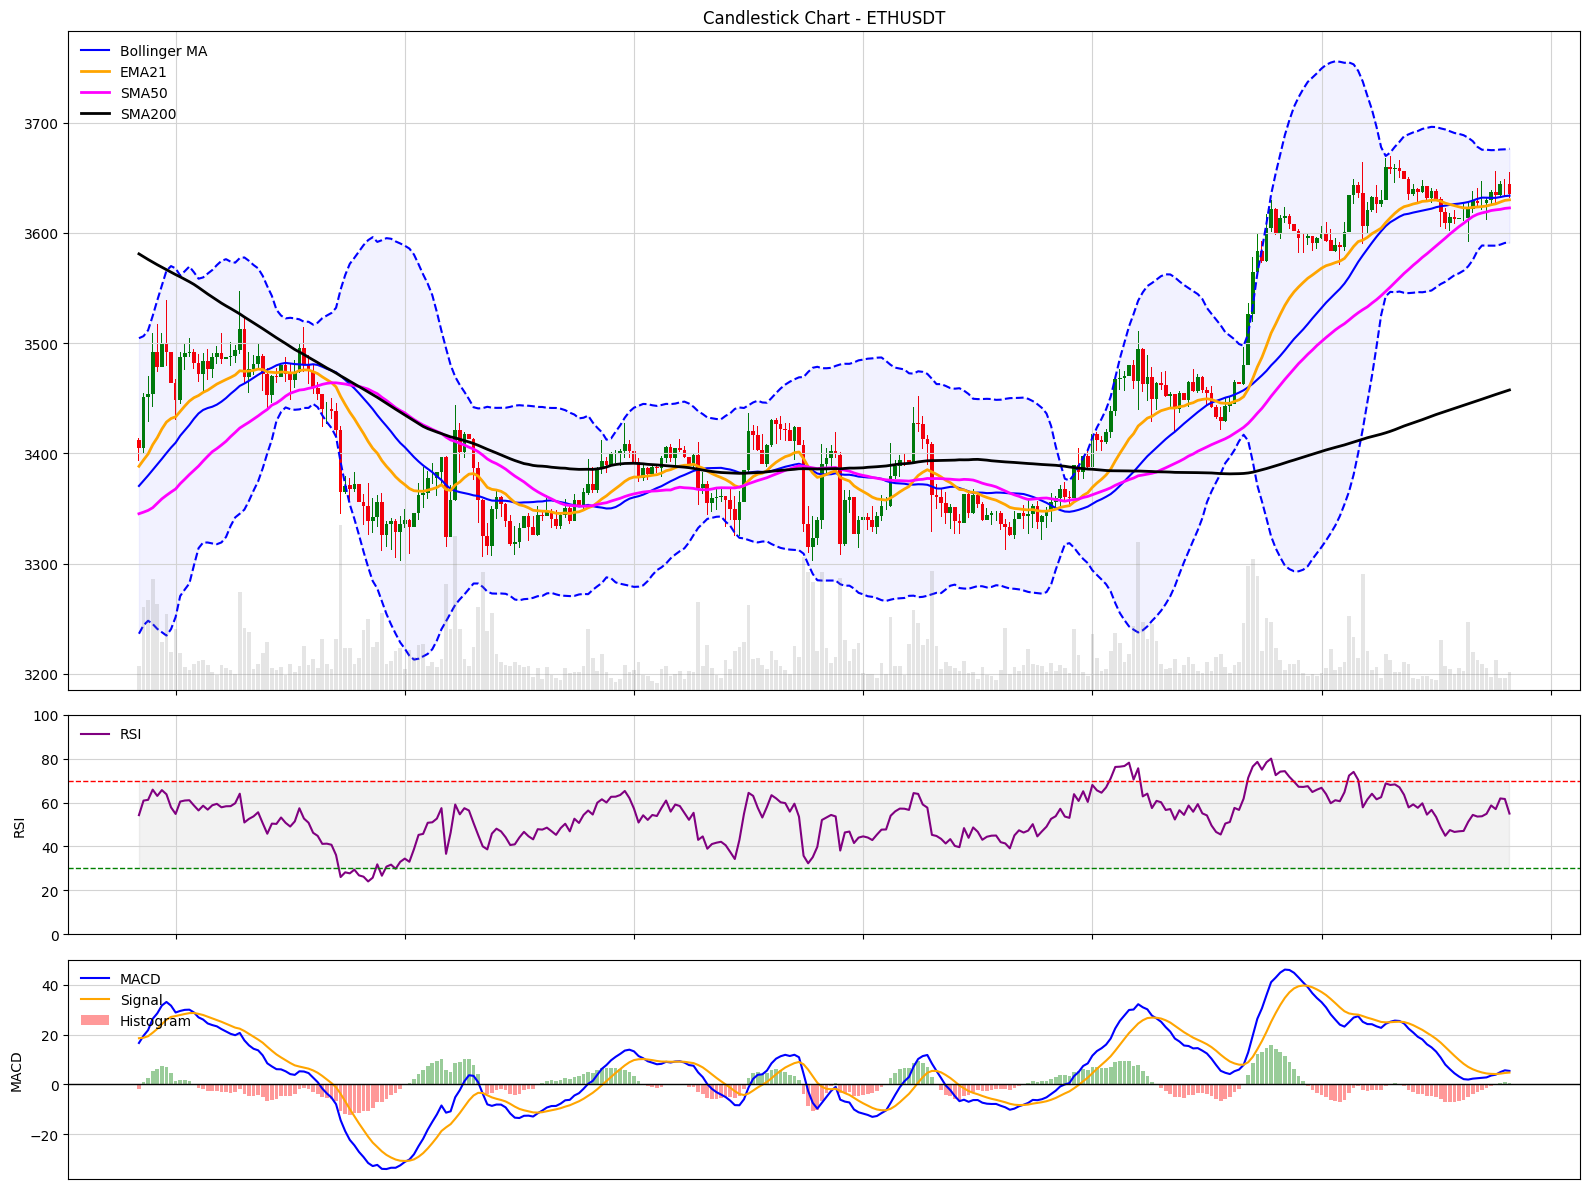 Candlestick Chart - ETHUSDT
Bollinger MA
EMA21
SMA50
SMA200
3700
3600
3500
3400
3300
3200
RSI
100
80
60
40
20
0
RSI
MACD
Signal
Histogram
40
20
0
−20
MACD